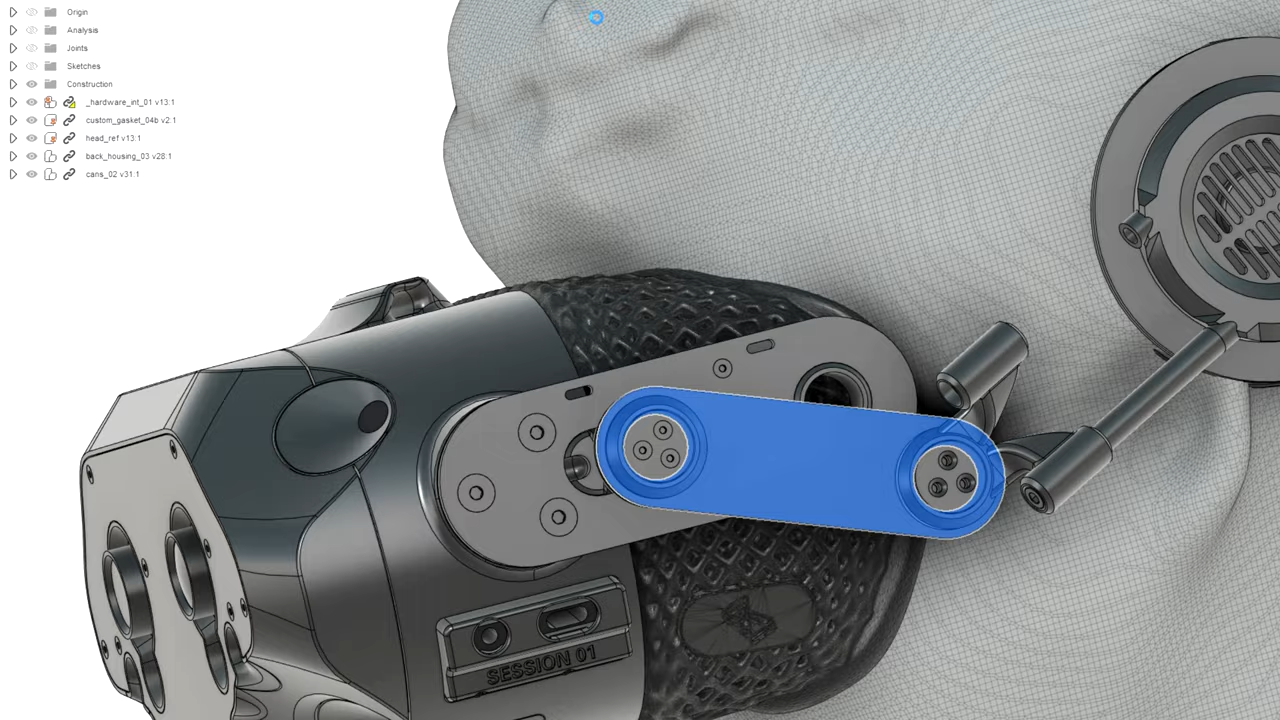 Origin
Analysis
Joints
Sketches
Construction
_hardware_int_01 v13:1
custom_gasket_04b v2:1
head_ref v13:1
back_housing_03 v28:1
cans_02 v31:1
SESSION 01